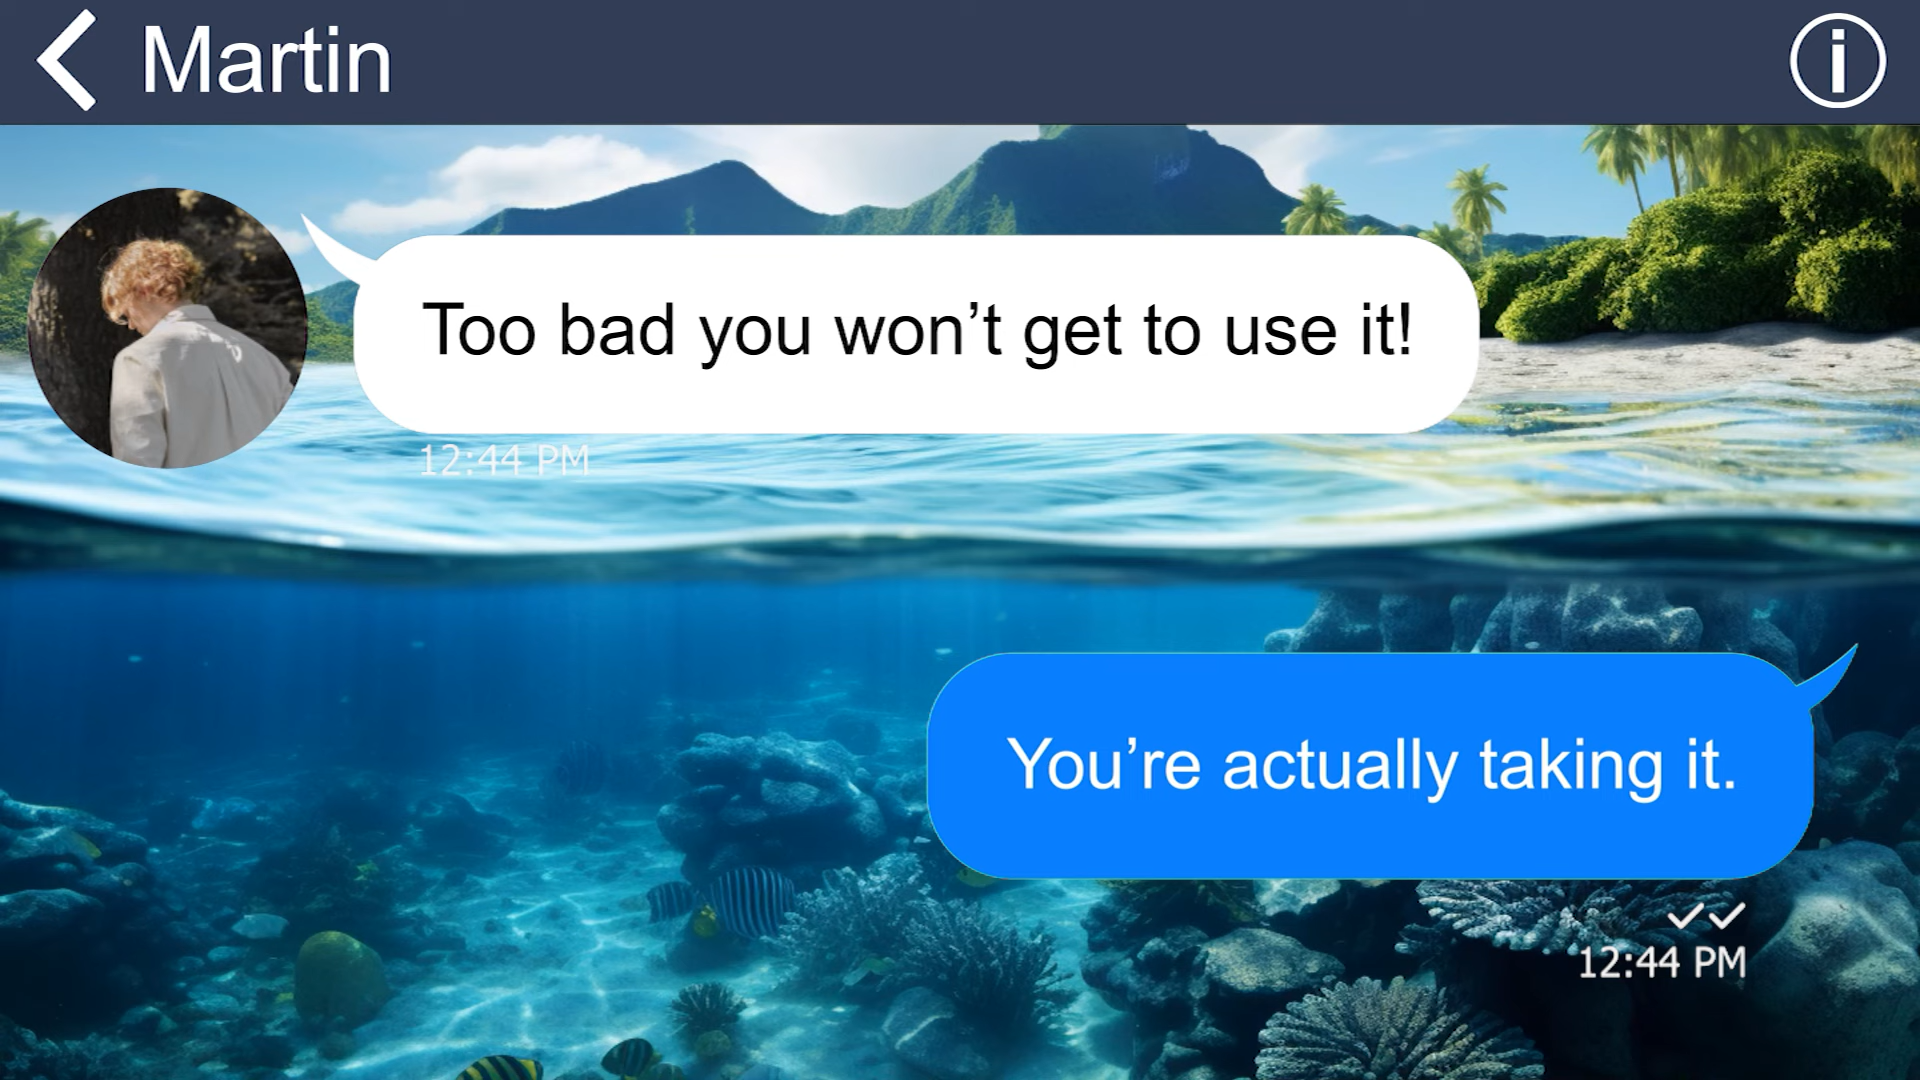 Martin
Too bad you won’t get to use it!
12:44 PM
You’re actually taking it.
12:44 PM